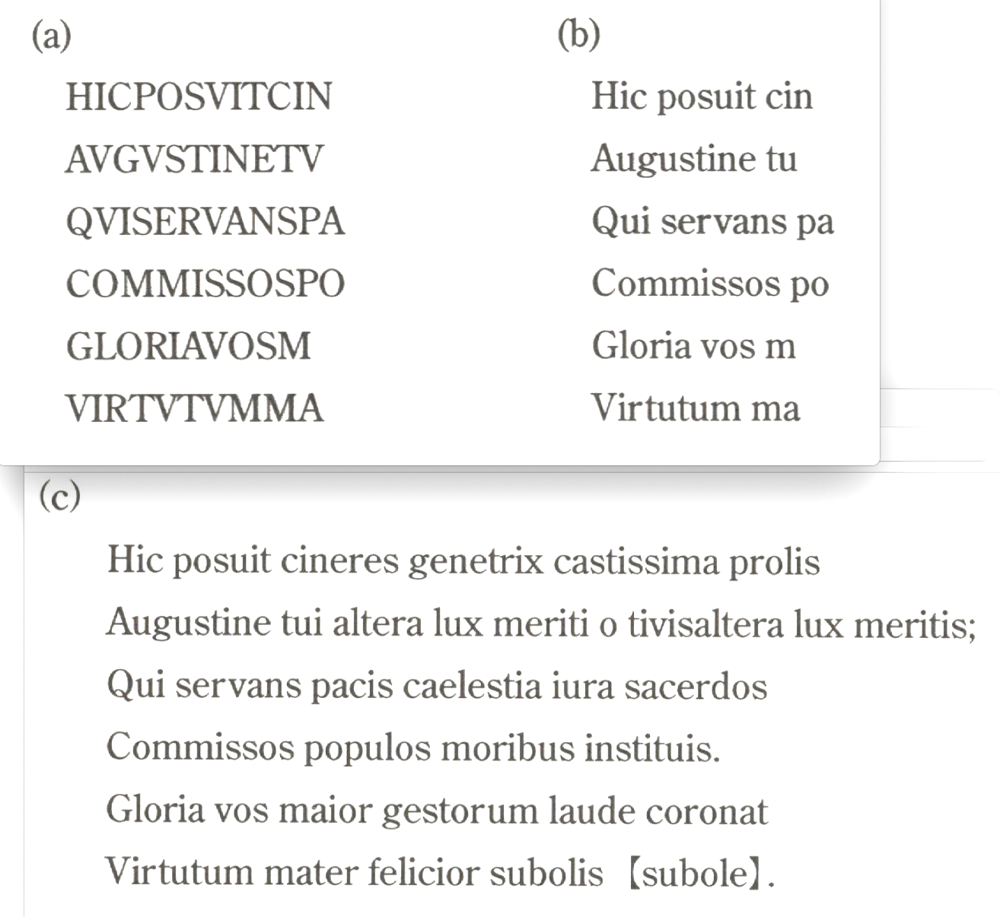 (a)
HICPOSVITCIN
AVGVSTINETV
QVISERVANSPA
COMMISSOSPO
GLORIAVOSM
VIRTVTVMMA
(b)
Hic posuit cin
Augustine tu
Qui servans pa
Commissos po
Gloria vos m
Virtutum ma
(c)
Hic posuit cineres genetrix castissima prolis
Augustine tui altera lux meriti o tivisaltera lux meritis;
Qui servans pacis caelestia iura sacerdos
Commissos populos moribus instituis.
Gloria vos maior gestorum laude coronat
Virtutum mater felicior subolis【subole】.